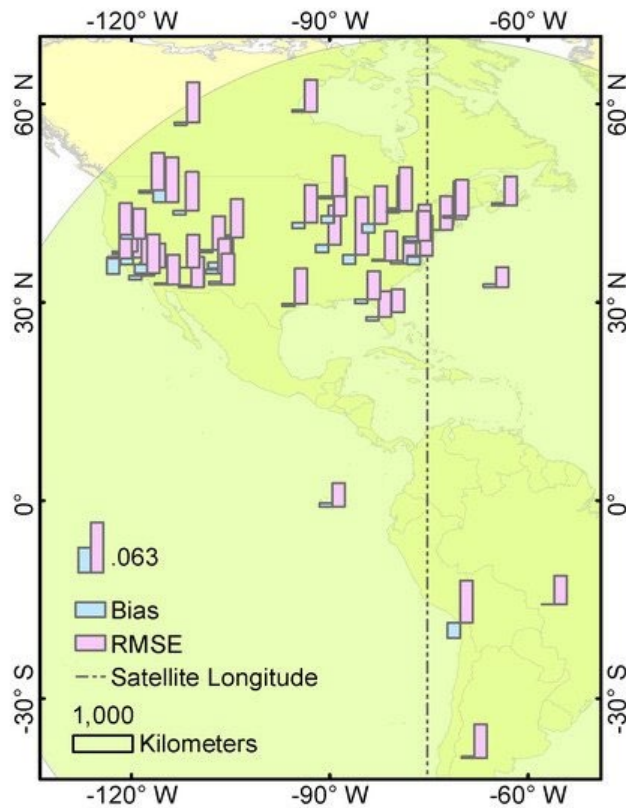 -120° W -90° W -60° W
60° N 60° N
30° N 30° N
0° 0°
.063
Bias
RMSE
Satellite Longitude
-30° S -30° S
1,000
Kilometers
-120° W -90° W -60° W